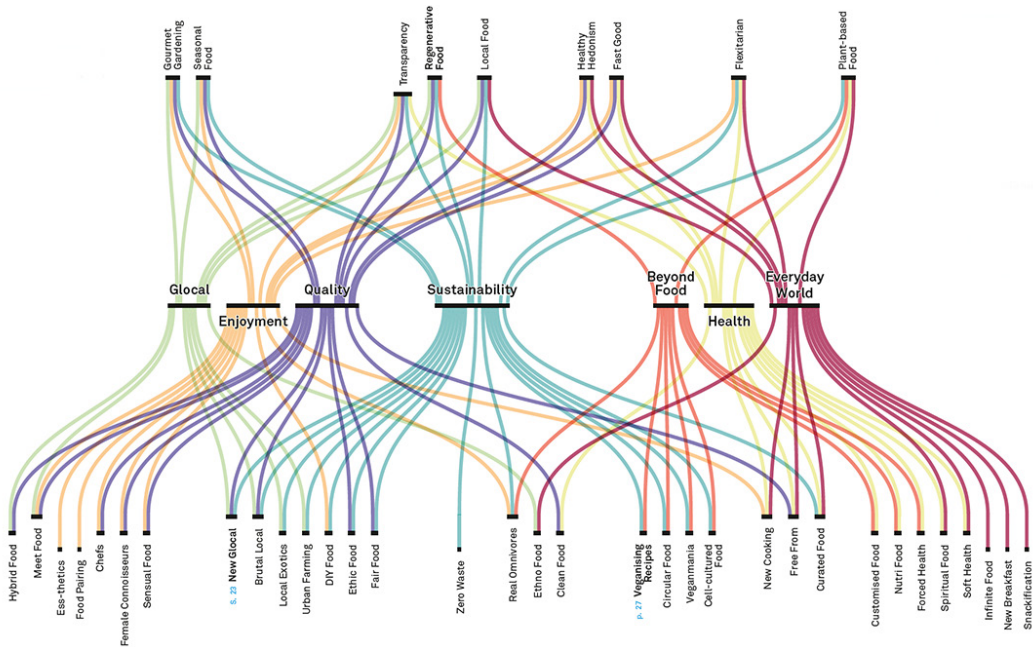 Gourmet
Gardening
Seasonal
Food
Transparency
Regenerative
Food
Local Food
Healthy
Hedonism
Fast Good
Flexitarian
Plant-based
Food
Glocal
Enjoyment
Quality
Sustainability
Beyond
Food
Health
Everyday
World
Hybrid Food
Meet Food
Ess-thetics
Food Pairing
Chefs
Female Connoisseurs
Sensual Food
S. 23 New Glocal
Brutal Local
Local Exotics
Urban Farming
DIY Food
Ethic Food
Fair Food
Zero Waste
Real Omnivores
Ethno Food
Clean Food
p. 27 Veganising
Recipes
Circular Food
Veganmania
Cell-cultured
Food
New Cooking
Free From
Curated Food
Customised Food
Nutri Food
Forced Health
Spiritual Food
Soft Health
Infinite Food
New Breakfast
Snackification